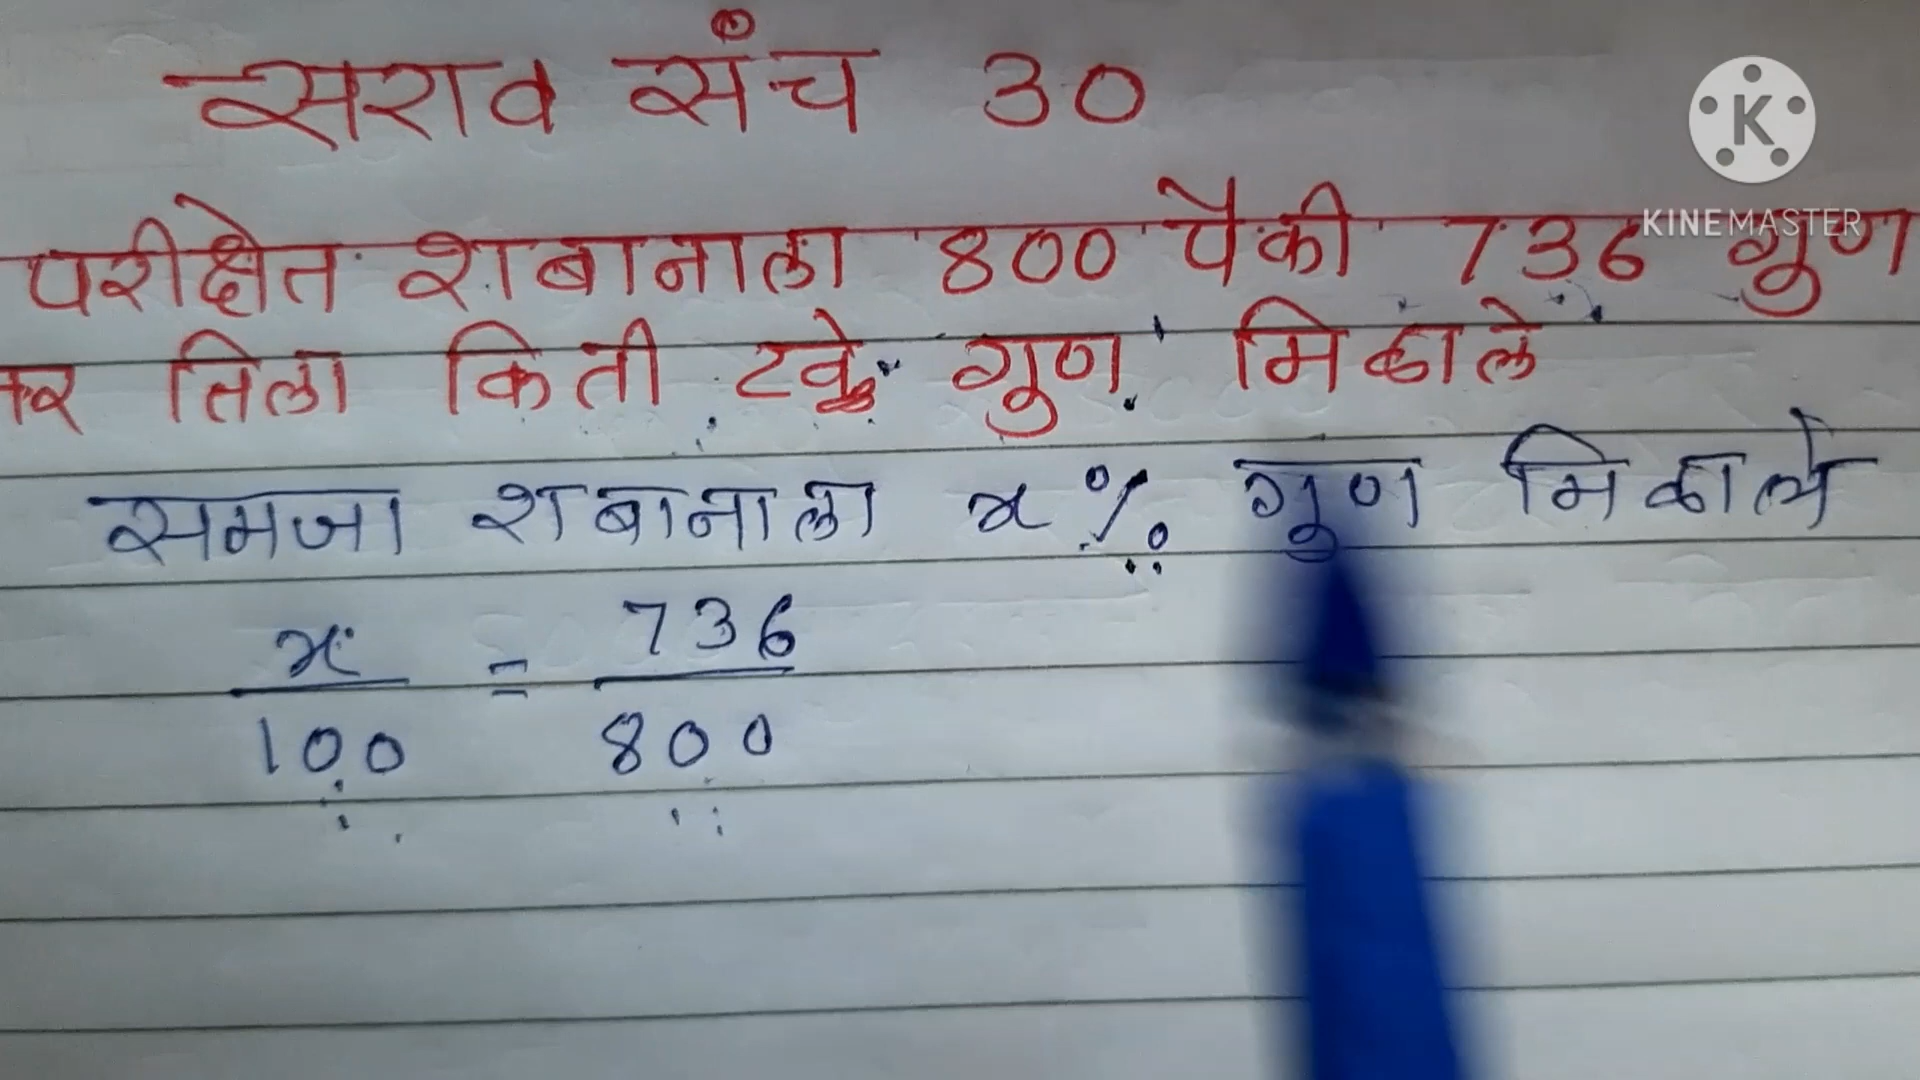 सराव संच 30
परीक्षेत शबानाला 800 पैकी 736 गुण
तर तिला किती टक्के गुण मिळाले
समजा शबानाला x % गुण मिळाले
x/100 = 736/800
K
KINEMASTER